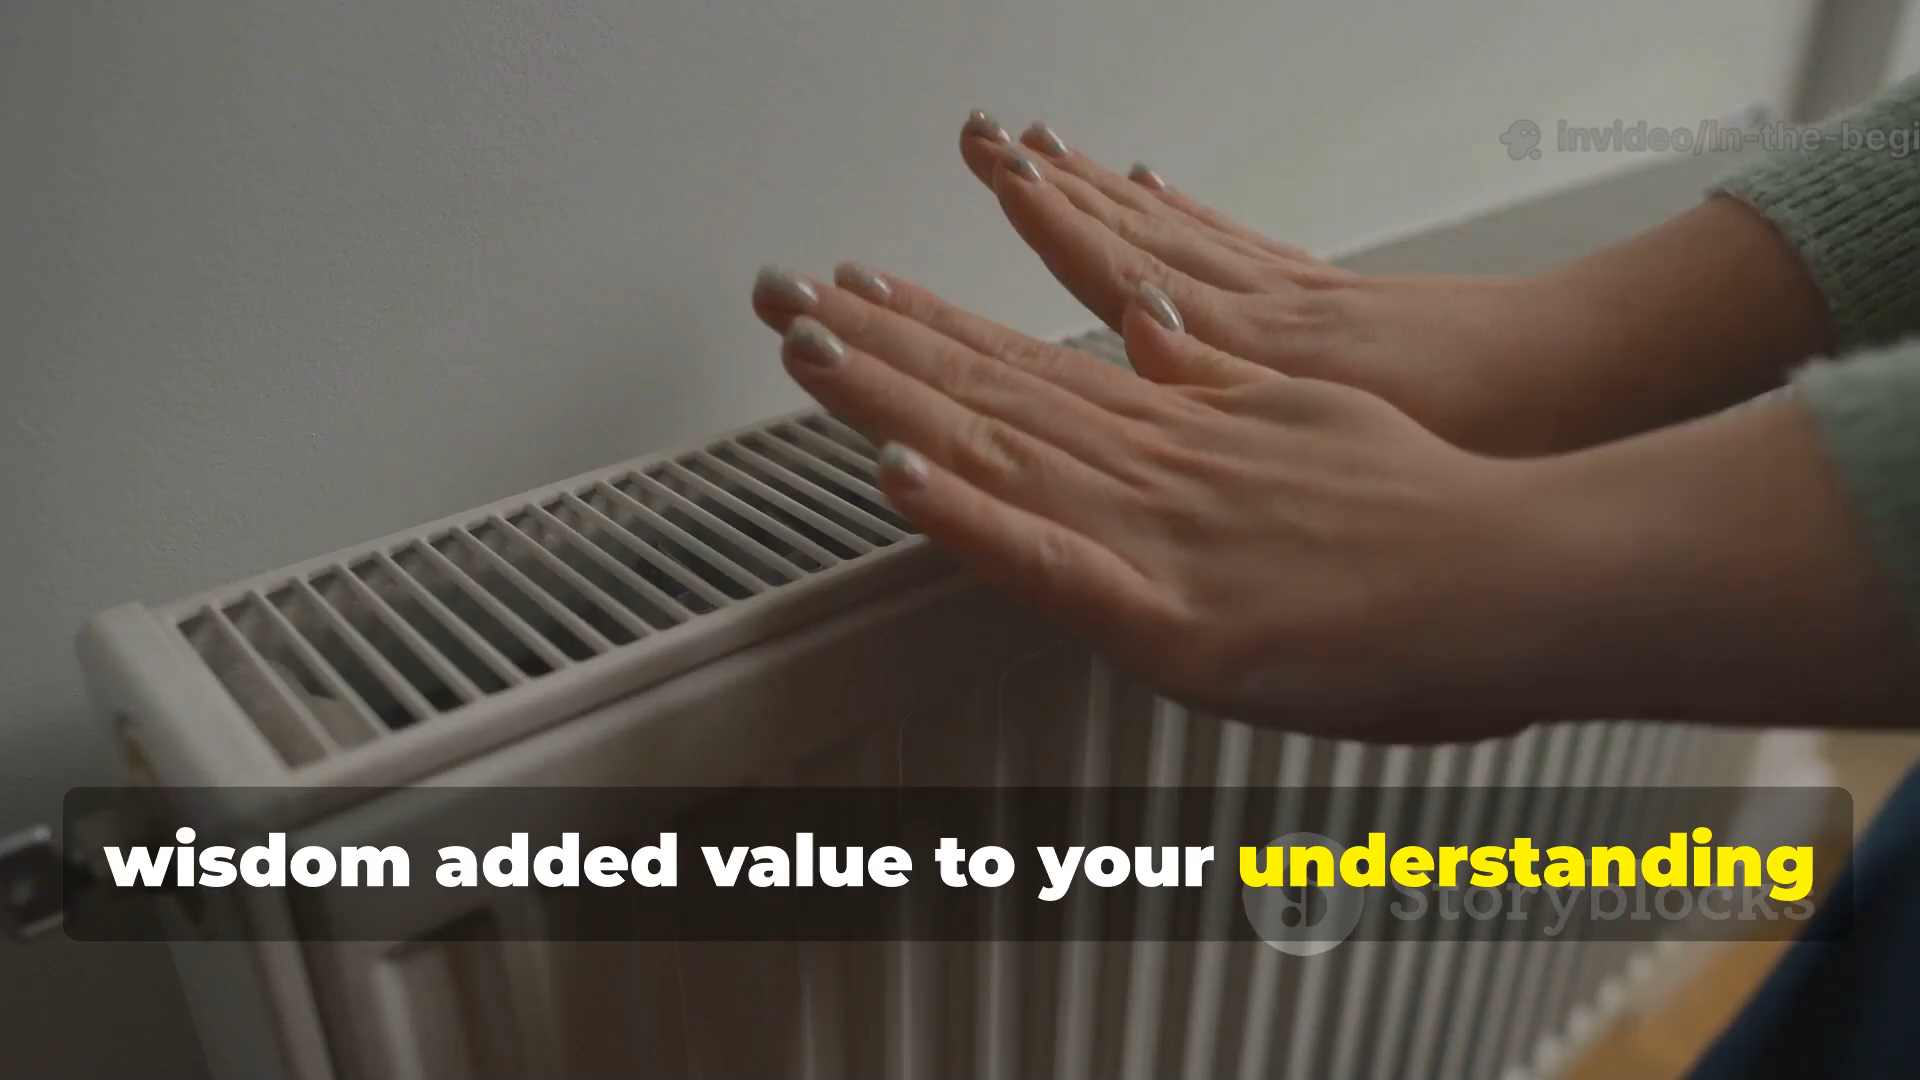 invideo/in-the-begi
wisdom added value to your understanding
Storyblocks